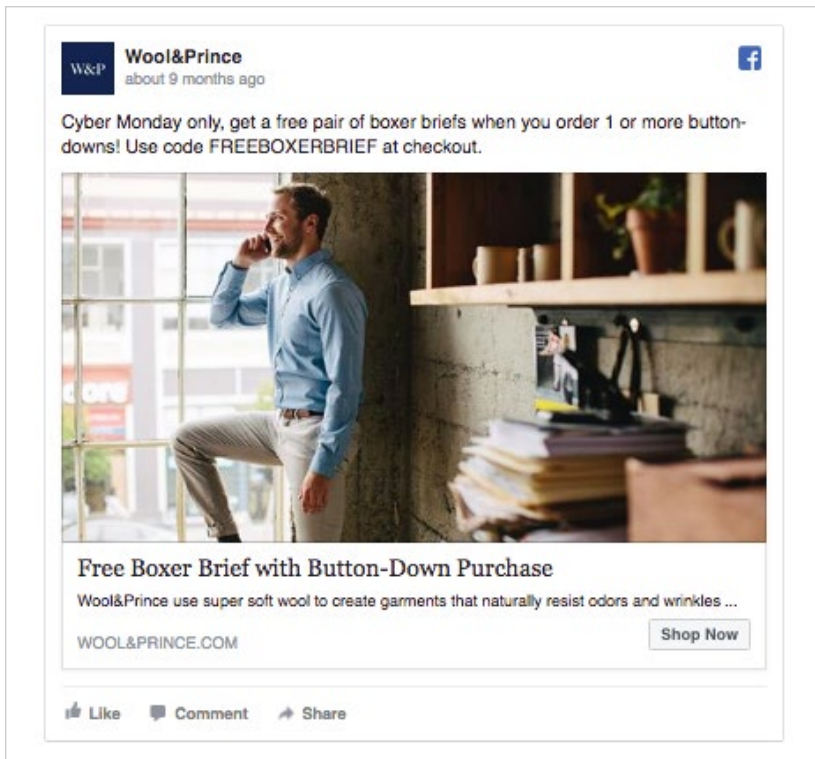 W&P
Wool&Prince
about 9 months ago
Cyber Monday only, get a free pair of boxer briefs when you order 1 or more button-
downs! Use code FREEBOXERBRIEF at checkout.
Free Boxer Brief with Button-Down Purchase
Wool&Prince use super soft wool to create garments that naturally resist odors and wrinkles ...
WOOL&PRINCE.COM
Shop Now
Like
Comment
Share